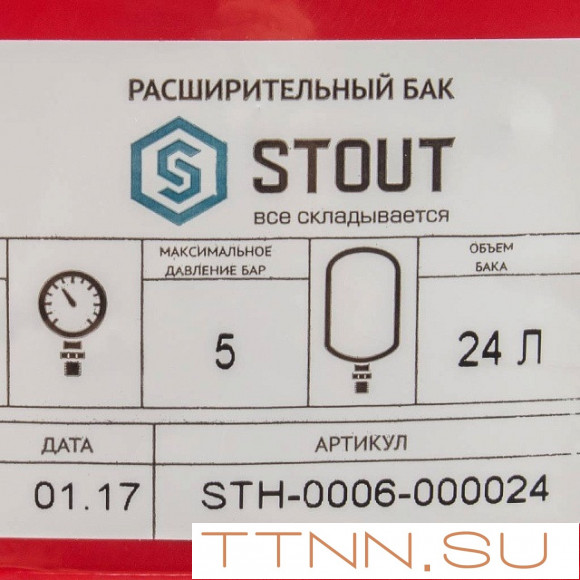 РАСШИРИТЕЛЬНЫЙ БАК
STOUT
все складывается
МАКСИМАЛЬНОЕ
ДАВЛЕНИЕ БАР
5
ОБЪЕМ
БАКА
24 Л
ДАТА
АРТИКУЛ
01.17
STH-0006-000024
TTNN.SU